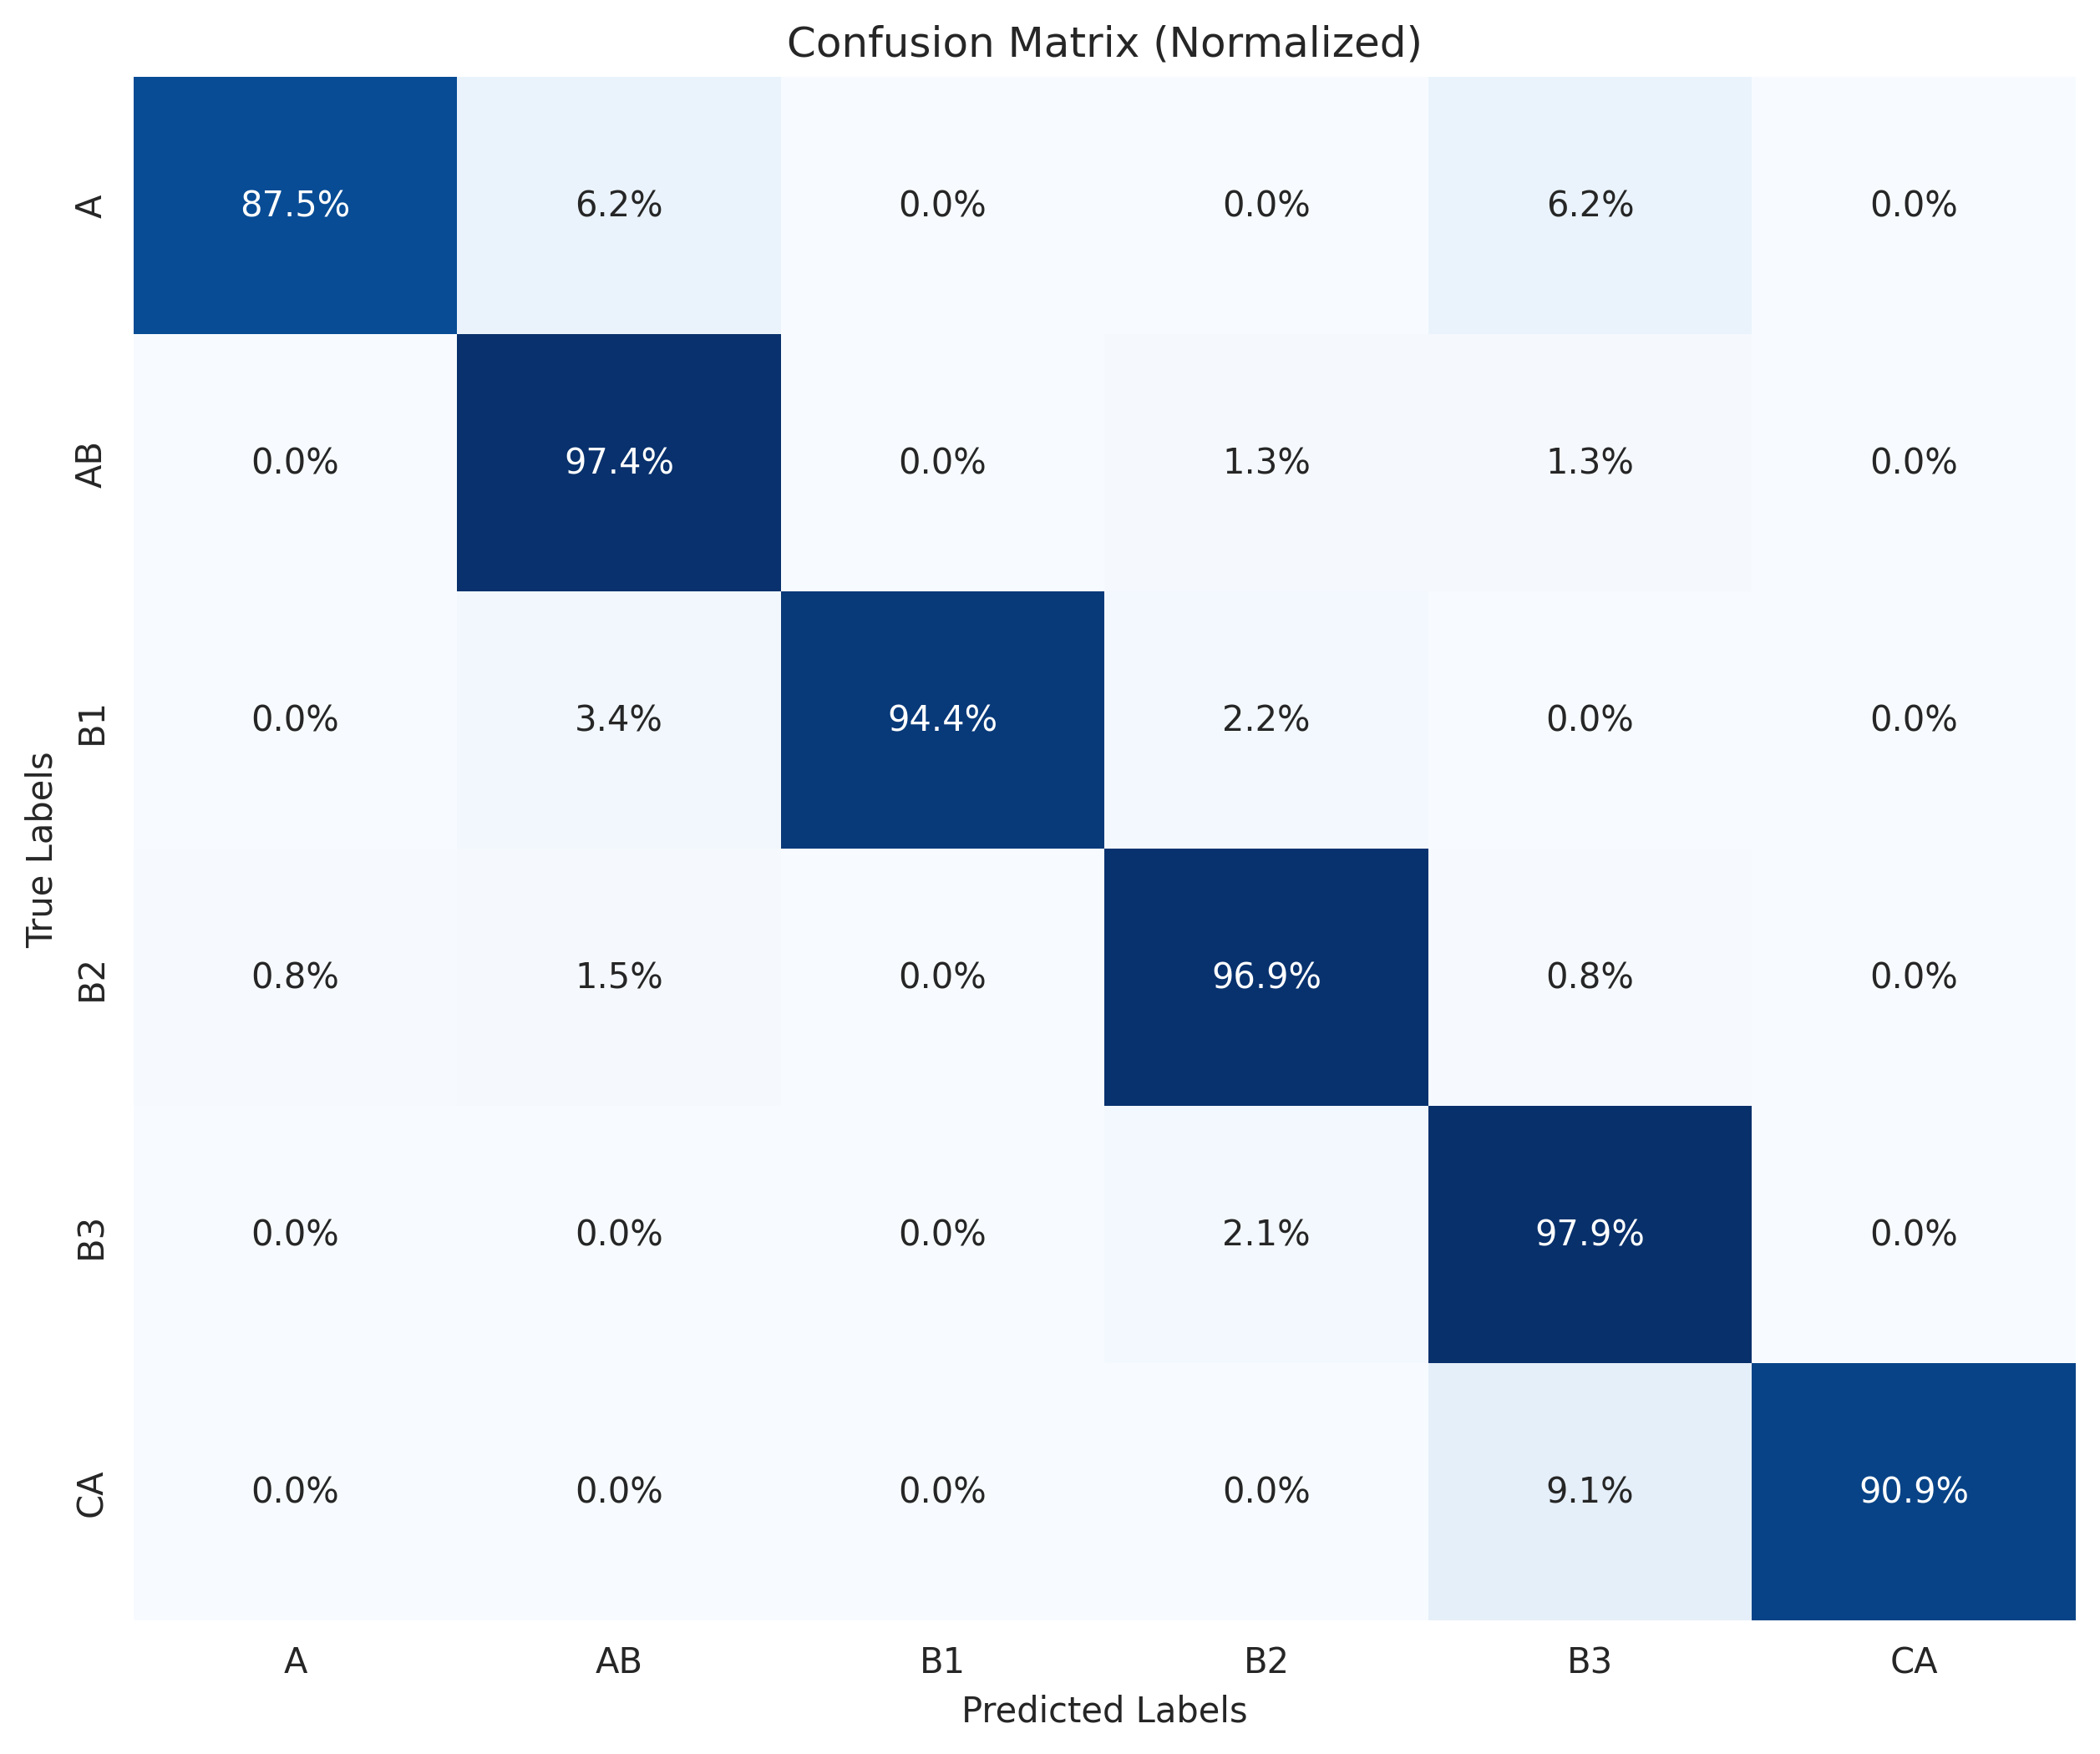 Confusion Matrix (Normalized)
True Labels
A 87.5% 6.2% 0.0% 0.0% 6.2% 0.0%
AB 0.0% 97.4% 0.0% 1.3% 1.3% 0.0%
B1 0.0% 3.4% 94.4% 2.2% 0.0% 0.0%
B2 0.8% 1.5% 0.0% 96.9% 0.8% 0.0%
B3 0.0% 0.0% 0.0% 2.1% 97.9% 0.0%
CA 0.0% 0.0% 0.0% 0.0% 9.1% 90.9%
A AB B1 B2 B3 CA
Predicted Labels